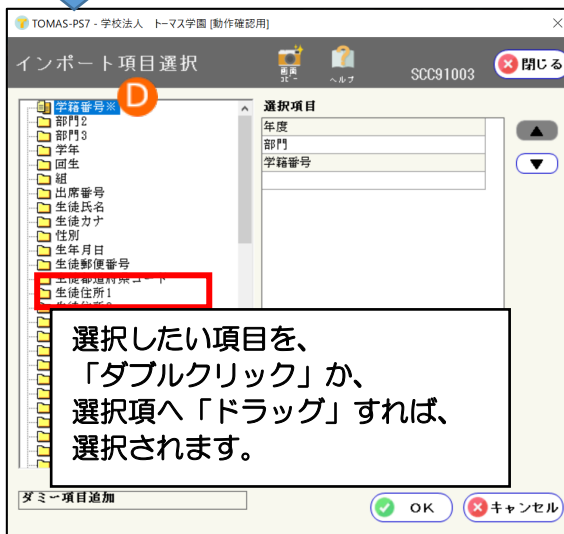 TOMAS-PS7 - 学校法人 トーマス学園 [動作確認用]
インポート項目選択
画面コピー
ヘルプ
SCC91003
閉じる
学籍番号※
D
部門2
部門3
学年
回生
組
出席番号
生徒氏名
生徒カナ
性別
生年月日
生徒郵便番号
生徒都道府県コード
生徒住所1
選択項目
年度
部門
学籍番号
選択したい項目を、
「ダブルクリック」か、
選択項へ「ドラッグ」すれば、
選択されます。
ダミー項目追加
OK
キャンセル